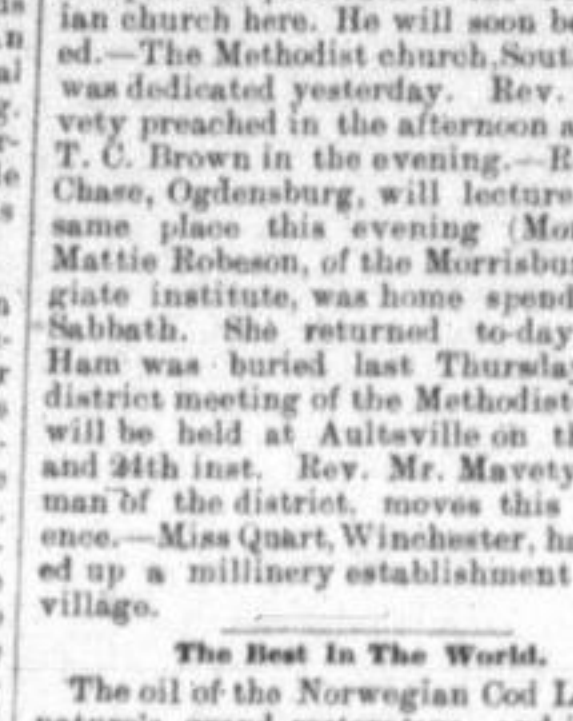 ian church here. He will soon be
ed.—The Methodist church, Sout
was dedicated yesterday. Rev.
vety preached in the afternoon a
T. C. Brown in the evening.—R
Chase, Ogdensburg, will lecture
same place this evening (Mo
Mattie Robeson, of the Morrisbu
giate institute, was home spend
Sabbath. She returned to-day
Ham was buried last Thursday
district meeting of the Methodist
will be held at Aultsville on th
and 24th inst. Rev. Mr. Mavety
man of the district, moves this
ence.—Miss Quart, Winchester, ha
ed up a millinery establishment
village.
The Best In The World.
The oil of the Norwegian Cod L